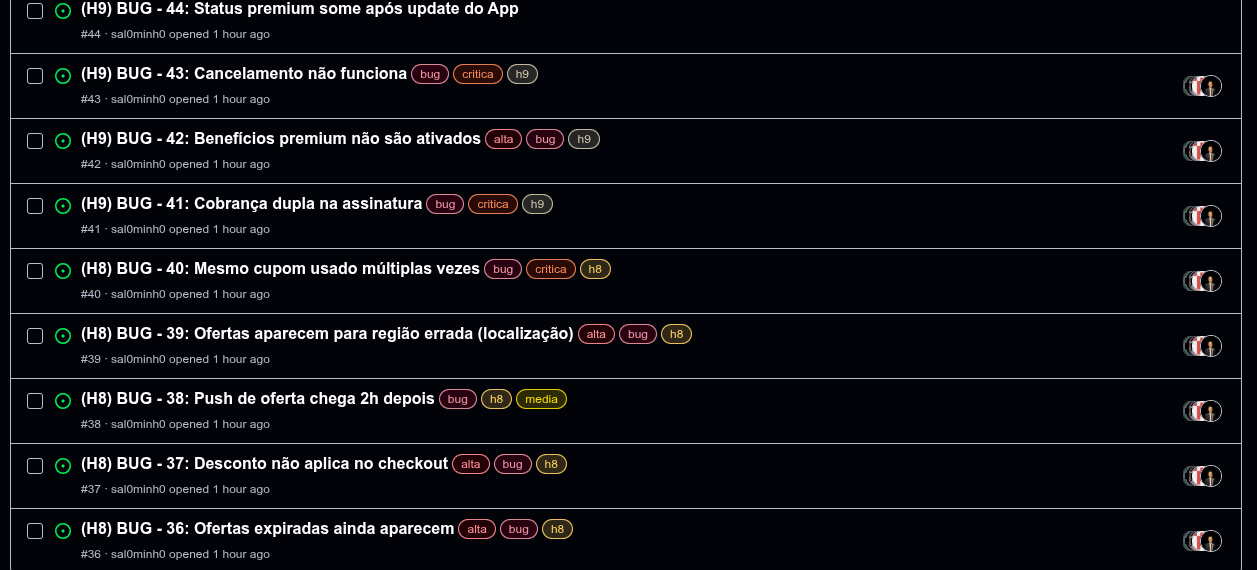 (H9) BUG - 44: Status premium some após update do App
#44 · sal0minh0 opened 1 hour ago
(H9) BUG - 43: Cancelamento não funciona bug critica h9
#43 · sal0minh0 opened 1 hour ago
(H9) BUG - 42: Benefícios premium não são ativados alta bug h9
#42 · sal0minh0 opened 1 hour ago
(H9) BUG - 41: Cobrança dupla na assinatura bug critica h9
#41 · sal0minh0 opened 1 hour ago
(H8) BUG - 40: Mesmo cupom usado múltiplas vezes bug critica h8
#40 · sal0minh0 opened 1 hour ago
(H8) BUG - 39: Ofertas aparecem para região errada (localização) alta bug h8
#39 · sal0minh0 opened 1 hour ago
(H8) BUG - 38: Push de oferta chega 2h depois bug h8 media
#38 · sal0minh0 opened 1 hour ago
(H8) BUG - 37: Desconto não aplica no checkout alta bug h8
#37 · sal0minh0 opened 1 hour ago
(H8) BUG - 36: Ofertas expiradas ainda aparecem alta bug h8
#36 · sal0minh0 opened 1 hour ago